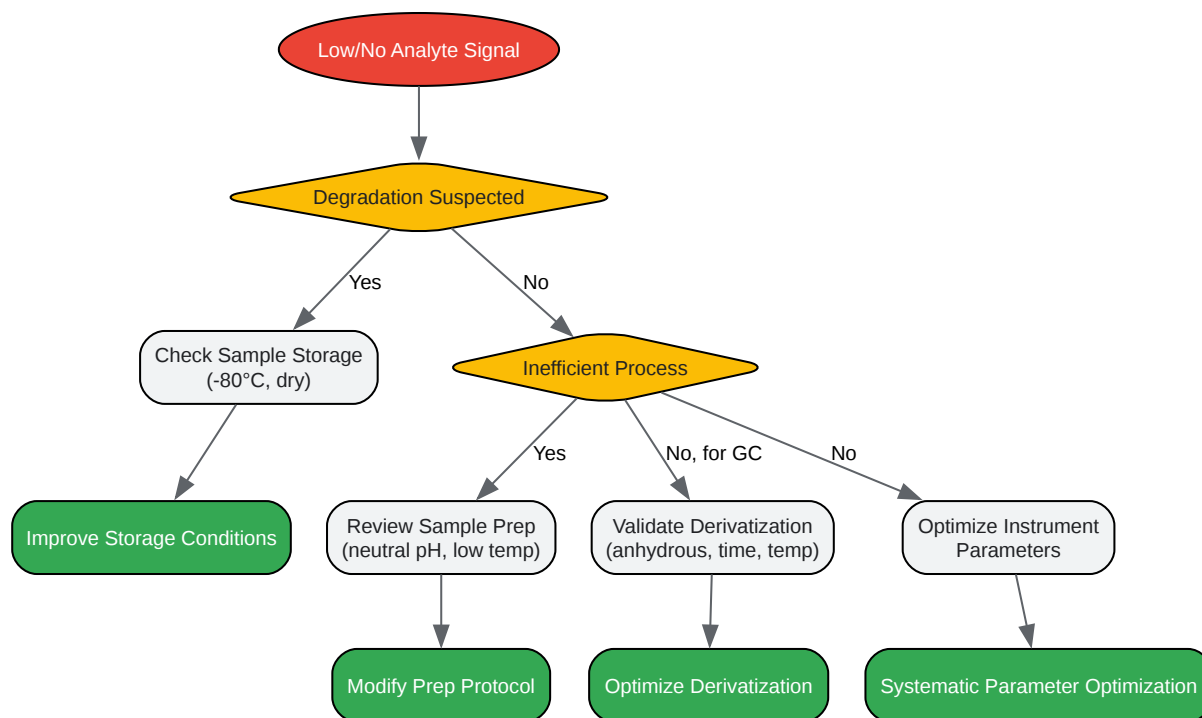 Low/No Analyte Signal
Degradation Suspected
Yes
No
Check Sample Storage
(-80°C, dry)
Inefficient Process
Yes
No, for GC
No
Improve Storage Conditions
Review Sample Prep
(neutral pH, low temp)
Validate Derivatization
(anhydrous, time, temp)
Optimize Instrument
Parameters
Modify Prep Protocol
Optimize Derivatization
Systematic Parameter Optimization